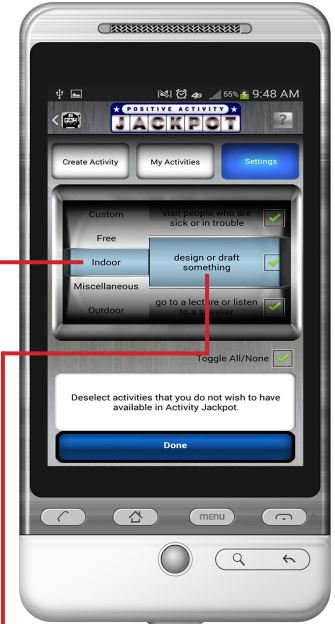 4G 55% 9:48 AM
POSITIVE ACTIVITY
JACKPOT
?
Create Activity
My Activities
Settings
Custom
Free
Indoor
Miscellaneous
Outdoor
visit people who are
sick or in trouble
design or draft
something
go to a lecture or listen
to a speaker
Toggle All/None
Deselect activities that you do not wish to have
available in Activity Jackpot.
Done
menu